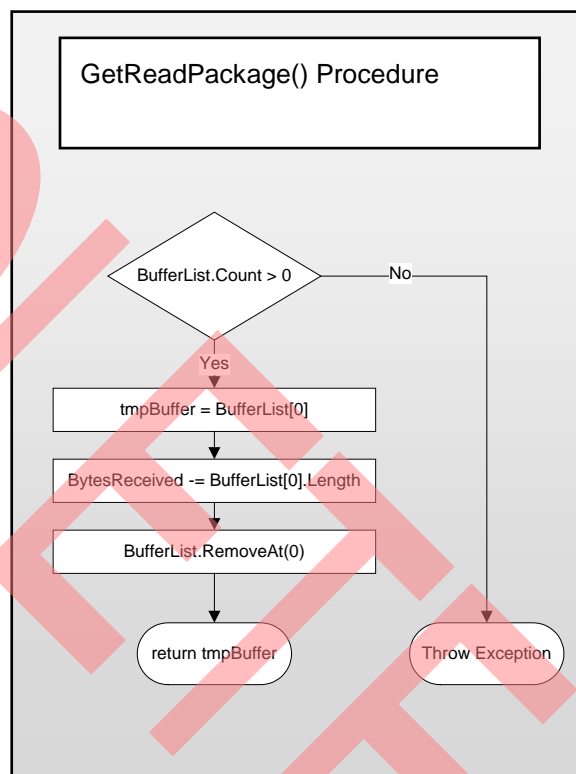 GetReadPackage() Procedure
BufferList.Count > 0
No
Yes
tmpBuffer = BufferList[0]
BytesReceived -= BufferList[0].Length
BufferList.RemoveAt(0)
return tmpBuffer
Throw Exception